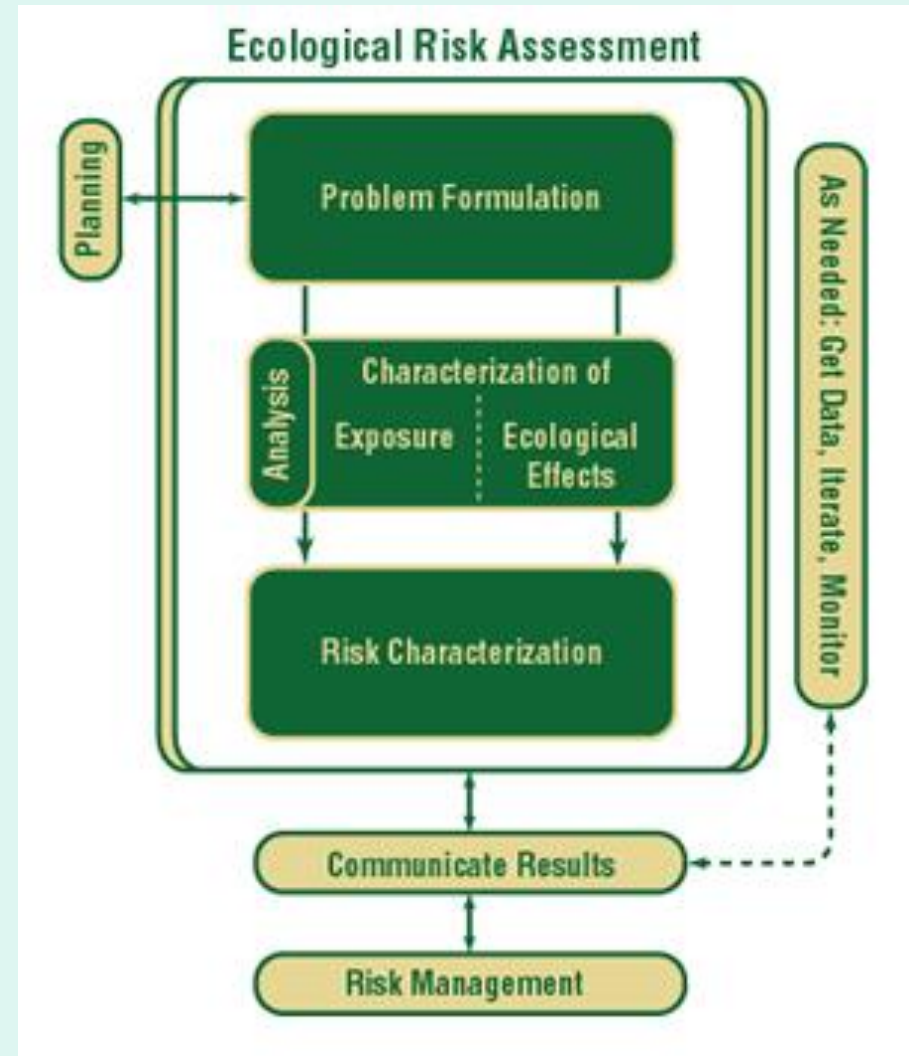 Ecological Risk Assessment
Planning
Problem Formulation
Analysis
Characterization of
Exposure
Ecological
Effects
Risk Characterization
As Needed: Get Data, Iterate, Monitor
Communicate Results
Risk Management